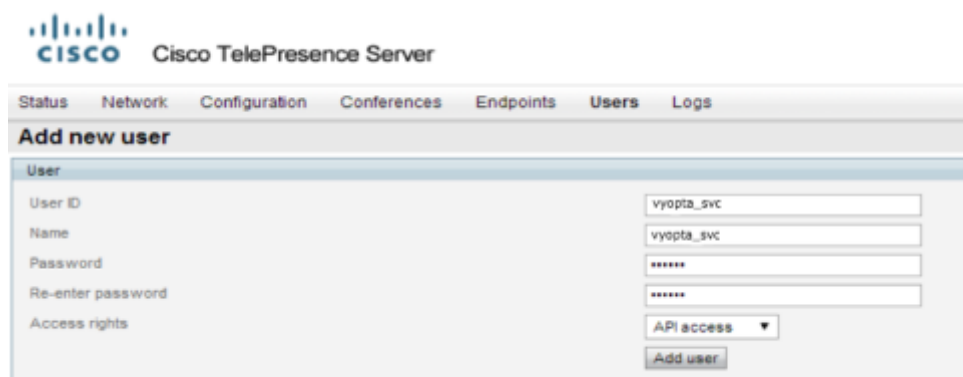 CISCO Cisco TelePresence Server
Status Network Configuration Conferences Endpoints Users Logs
Add new user
User
User ID vyopta_svc
Name vyopta_svc
Password ••••••
Re-enter password ••••••
Access rights API access
Add user